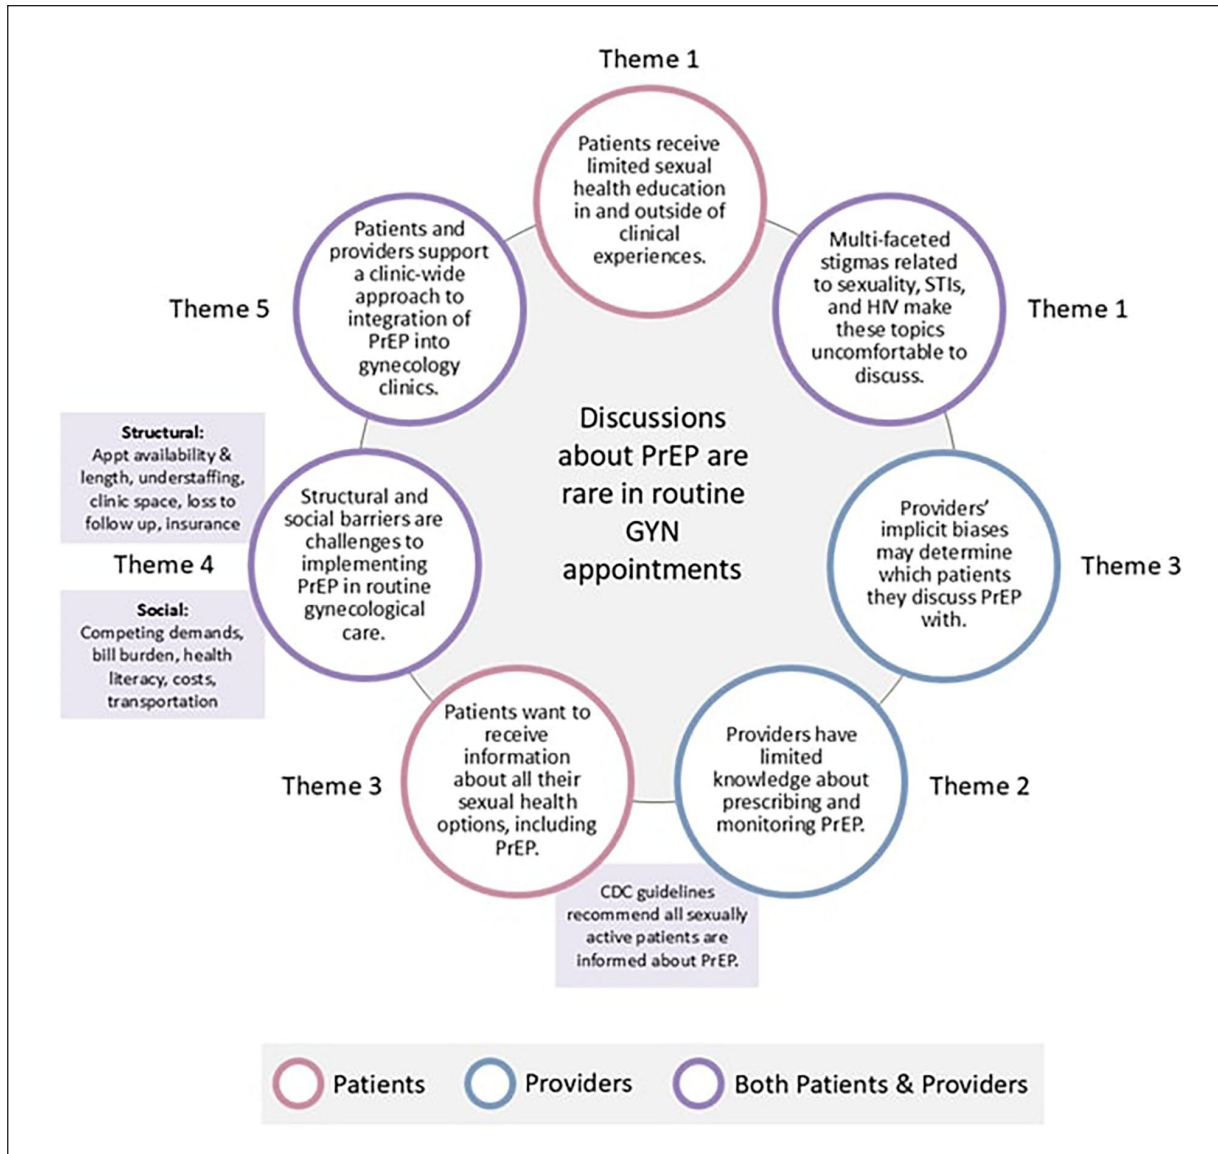 Theme 1
Patients receive
limited sexual
health education
in and outside of
clinical
experiences.
Multi-faceted
stigmas related
to sexuality, STIs,
and HIV make
these topics
uncomfortable to
discuss.
Theme 1
Providers'
implicit biases
may determine
which patients
they discuss PrEP
with.
Theme 3
Providers have
limited
knowledge about
prescribing and
monitoring PrEP.
Theme 2
CDC guidelines
recommend all sexually
active patients are
informed about PrEP.
Patients want to
receive
information
about all their
sexual health
options, including
PrEP.
Theme 3
Structural and
social barriers are
challenges to
implementing
PrEP in routine
gynecological
care.
Theme 4
Structural:
Appt availability &
length, understaffing,
clinic space, loss to
follow up, insurance
Social:
Competing demands,
bill burden, health
literacy, costs,
transportation
Patients and
providers support
a clinic-wide
approach to
integration of
PrEP into
gynecology
clinics.
Theme 5
Discussions
about PrEP are
rare in routine
GYN
appointments
Patients
Providers
Both Patients & Providers